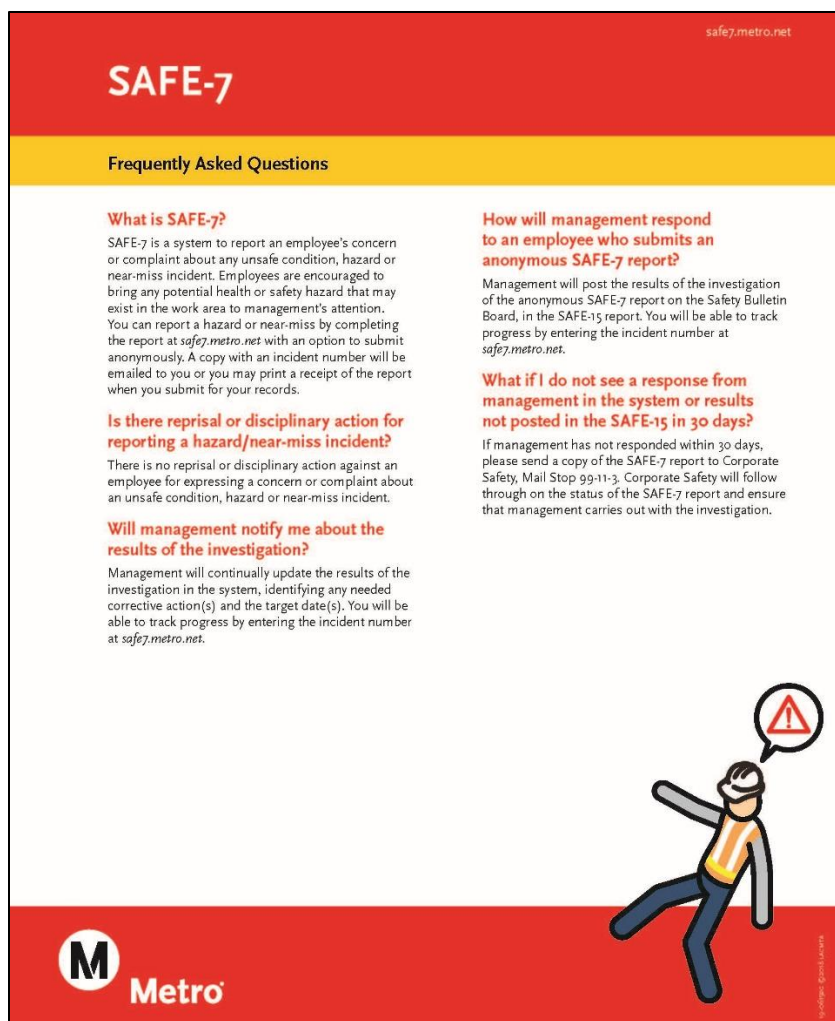 safe7.metro.net
SAFE-7
Frequently Asked Questions
What is SAFE-7?
SAFE-7 is a system to report an employee's concern
or complaint about any unsafe condition, hazard or
near-miss incident. Employees are encouraged to
bring any potential health or safety hazard that may
exist in the work area to management's attention.
You can report a hazard or near-miss by completing
the report at safe7.metro.net with an option to submit
anonymously. A copy with an incident number will be
emailed to you or you may print a receipt of the report
when you submit for your records.
Is there reprisal or disciplinary action for
reporting a hazard/near-miss incident?
There is no reprisal or disciplinary action against an
employee for expressing a concern or complaint about
an unsafe condition, hazard or near-miss incident.
Will management notify me about the
results of the investigation?
Management will continually update the results of the
investigation in the system, identifying any needed
corrective action(s) and the target date(s). You will be
able to track progress by entering the incident number
at safe7.metro.net.
How will management respond
to an employee who submits an
anonymous SAFE-7 report?
Management will post the results of the investigation
of the anonymous SAFE-7 report on the Safety Bulletin
Board, in the SAFE-15 report. You will be able to track
progress by entering the incident number at
safe7.metro.net.
What if I do not see a response from
management in the system or results
not posted in the SAFE-15 in 30 days?
If management has not responded within 30 days,
please send a copy of the SAFE-7 report to Corporate
Safety, Mail Stop 99-11-3. Corporate Safety will follow
through on the status of the SAFE-7 report and ensure
that management carries out with the investigation.
M
Metro